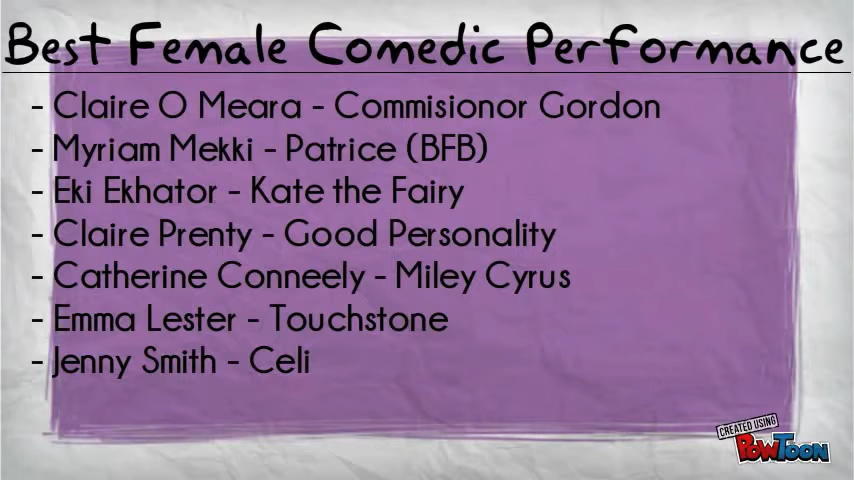 Best Female Comedic Performance
- Claire O Meara - Commisionor Gordon
- Myriam Mekki - Patrice (BFB)
- Eki Ekhator - Kate the Fairy
- Claire Prenty - Good Personality
- Catherine Conneely - Miley Cyrus
- Emma Lester - Touchstone
- Jenny Smith - Celi
CREATED USING
POWTOON